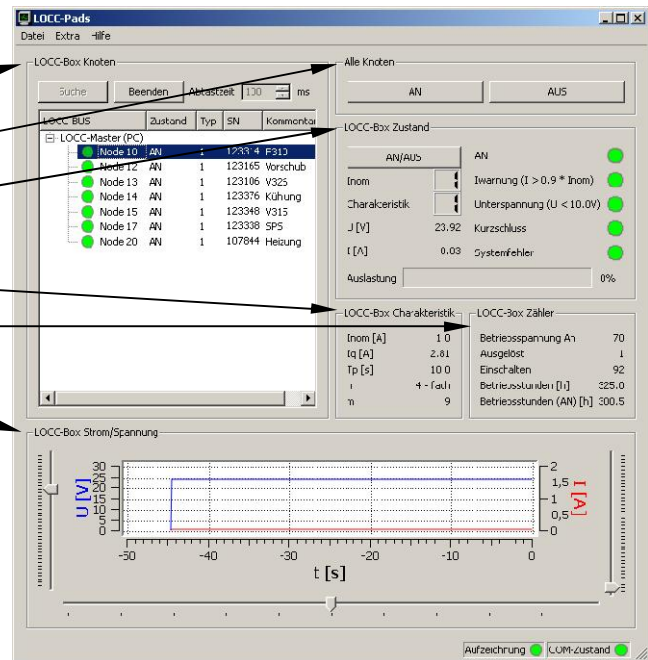 LOCC-Pads
Datei Extra Hilfe
LOCC-Box Knoten
Suche Beenden Abtastzeit 100 ms
LOCC BUS Zustand Typ SN Kommentar
LOCC-Master (PC)
Node 10 AN 1 123314
Node 12 AN 1 123165 Vorschub
Node 13 AN 1 123106 V325
Node 14 AN 1 123376 Kühung
Node 15 AN 1 123348 V315
Node 17 AN 1 123338 SPS
Node 20 AN 1 107844 Heizung
Alle Knoten
AN AUS
LOCC-Box Zustand
AN/AUS AN
Inom Iwarnung (I > 0.9 * Inom)
Charakteristik Unterspannung (U < 10.0V)
U [V] 23.92 Kurzschluss
I [A] 0.03 Systemfehler
Auslastung 0%
LOCC-Box Charakteristik
Inom [A] 1.0
Iq [A] 2.81
Tp [s] 10.0
4 - fach
9
LOCC-Box Zähler
Betriebsspannung An 70
Ausgelöst 1
Einschalten 92
Betriebsstunden [h] 325.0
Betriebsstunden (AN) [h] 300.5
LOCC-Box Strom/Spannung
U [V]
30
25
20
15
10
5
0
I [A]
2
1,5
1
0,5
0
-50 -40 -30 -20 -10 0
t [s]
Aufzeichnung COM-Zustand